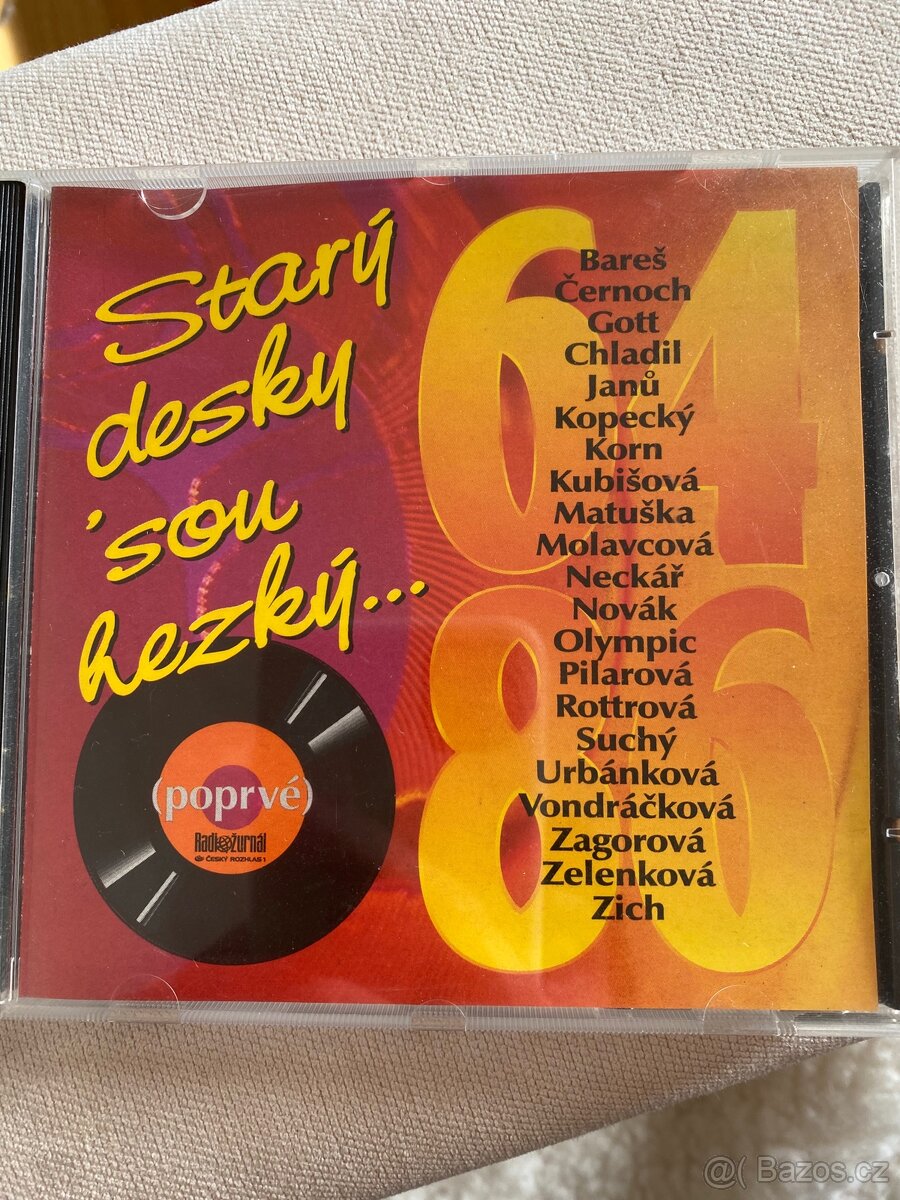 Starý
desky
'sou
hezký...
(poprvé)
Radiožurnál
ČESKÝ ROZHLAS 1
64
86
Bareš
Černoch
Gott
Chladil
Janů
Kopecký
Korn
Kubišová
Matuška
Molavcová
Neckář
Novák
Olympic
Pilarová
Rottrová
Suchý
Urbánková
Vondráčková
Zagorová
Zelenková
Zich
@( Bazos.cz